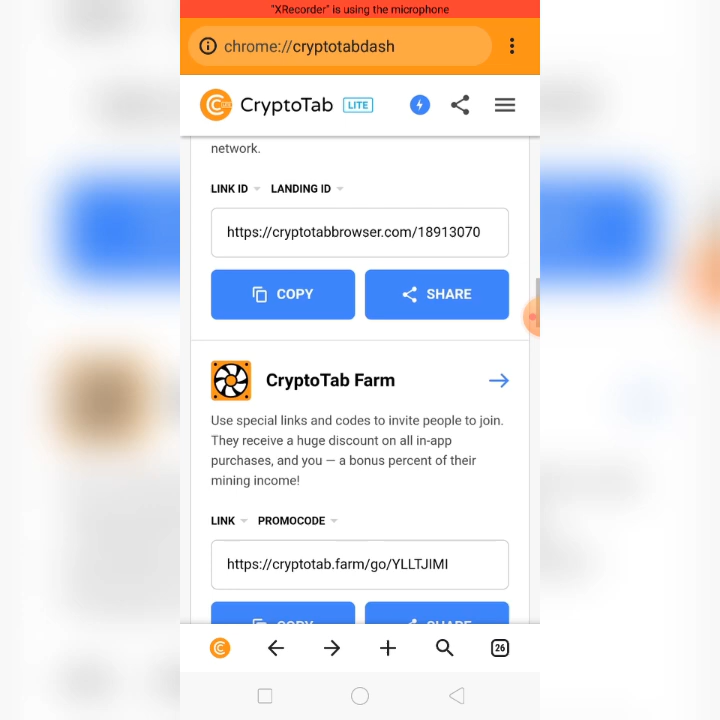 "XRecorder" is using the microphone
chrome://cryptotabdash
CryptoTab LITE
network.
LINK ID LANDING ID
https://cryptotabbrowser.com/18913070
COPY SHARE
CryptoTab Farm
Use special links and codes to invite people to join.
They receive a huge discount on all in-app
purchases, and you — a bonus percent of their
mining income!
LINK PROMOCODE
https://cryptotab.farm/go/YLLTJIMI
COPY SHARE
26